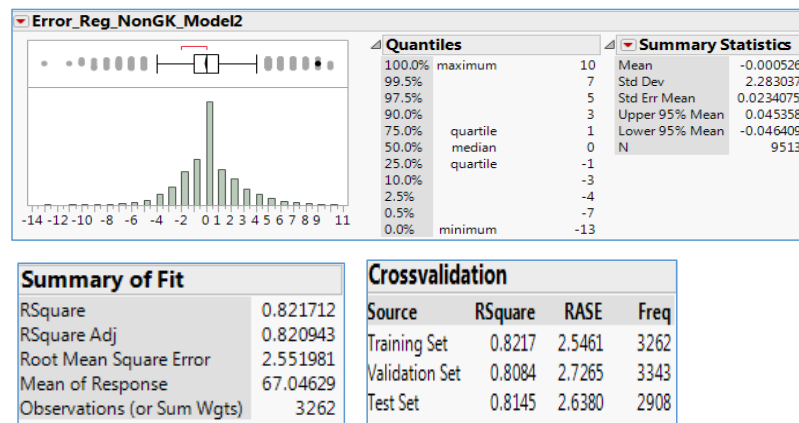 Error_Reg_NonGK_Model2
Quantiles
100.0% maximum 10
99.5% 7
97.5% 5
90.0% 3
75.0% quartile 1
50.0% median 0
25.0% quartile -1
10.0% -3
2.5% -4
0.5% -7
0.0% minimum -13
Summary Statistics
Mean -0.000526
Std Dev 2.283037
Std Err Mean 0.0234075
Upper 95% Mean 0.045358
Lower 95% Mean -0.046409
N 9513
-14 -12 -10 -8 -6 -4 -2 0 1 2 3 4 5 6 7 8 9 11
Summary of Fit
RSquare 0.821712
RSquare Adj 0.820943
Root Mean Square Error 2.551981
Mean of Response 67.04629
Observations (or Sum Wgts) 3262
Crossvalidation
Source RSquare RASE Freq
Training Set 0.8217 2.5461 3262
Validation Set 0.8084 2.7265 3343
Test Set 0.8145 2.6380 2908